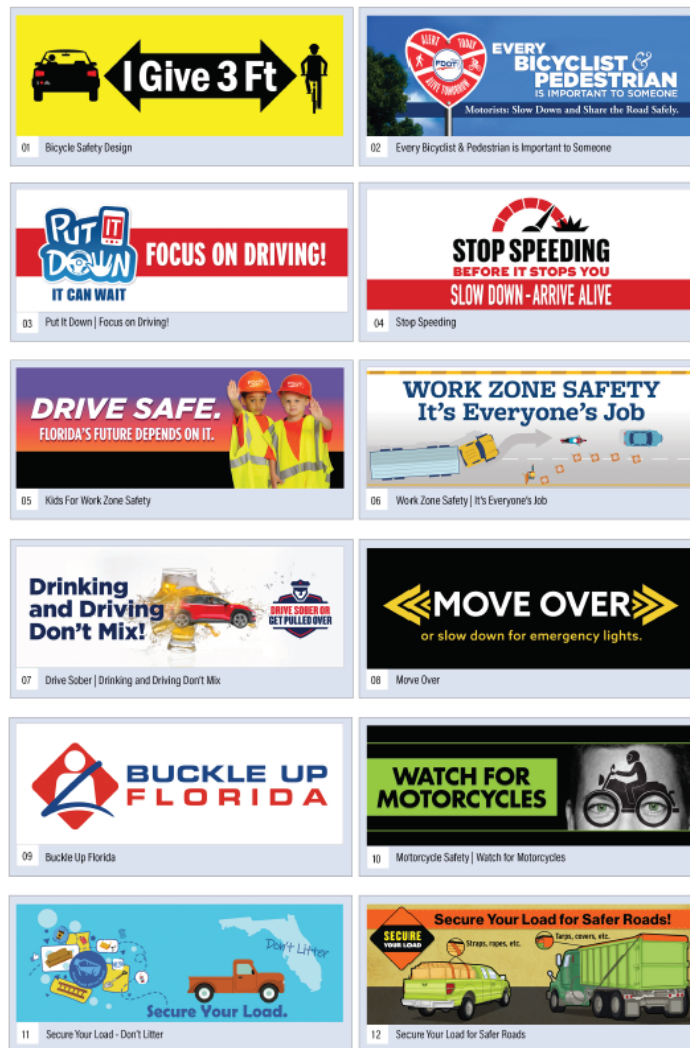 I Give 3 Ft
01 Bicycle Safety Design
ALERT TODAY
FDOT
ALIVE TOMORROW
EVERY
BICYCLIST &
PEDESTRIAN
IS IMPORTANT TO SOMEONE
Motorists: Slow Down and Share the Road Safely.
02 Every Bicyclist & Pedestrian is Important to Someone
PUT IT
DOWN
IT CAN WAIT
FOCUS ON DRIVING!
03 Put It Down | Focus on Driving!
STOP SPEEDING
BEFORE IT STOPS YOU
SLOW DOWN - ARRIVE ALIVE
04 Stop Speeding
DRIVE SAFE.
FLORIDA'S FUTURE DEPENDS ON IT.
FDOT
FDOT
05 Kids For Work Zone Safety
WORK ZONE SAFETY
It's Everyone's Job
06 Work Zone Safety | It's Everyone's Job
Drinking
and Driving
Don't Mix!
DRIVE SOBER OR
GET PULLED OVER
07 Drive Sober | Drinking and Driving Don't Mix
MOVE OVER
or slow down for emergency lights.
08 Move Over
BUCKLE UP
FLORIDA
09 Buckle Up Florida
WATCH FOR
MOTORCYCLES
10 Motorcycle Safety | Watch for Motorcycles
Don't Litter
Secure Your Load.
11 Secure Your Load - Don't Litter
Secure Your Load for Safer Roads!
SECURE
YOUR LOAD
Straps, ropes, etc.
Tarps, covers, etc.
12 Secure Your Load for Safer Roads